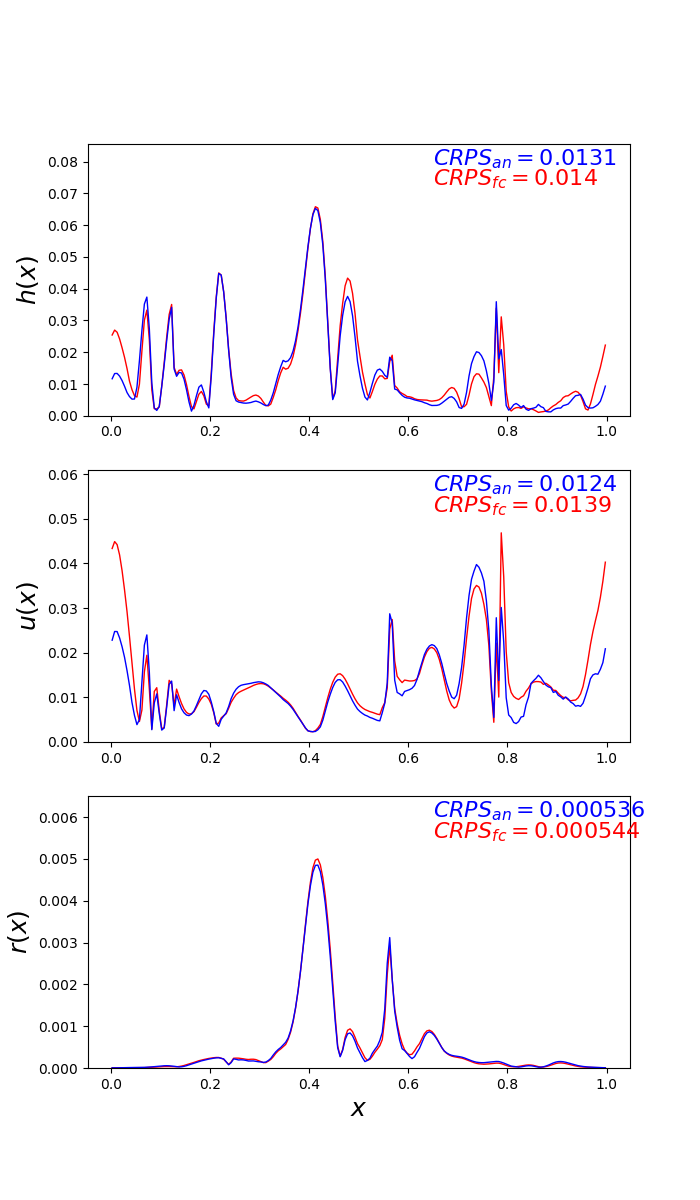 CRPS_an = 0.0131
CRPS_fc = 0.014
0.08
0.07
0.06
0.05
0.04
0.03
0.02
0.01
0.00
h(x)
0.0 0.2 0.4 0.6 0.8 1.0
CRPS_an = 0.0124
CRPS_fc = 0.0139
0.06
0.05
0.04
0.03
0.02
0.01
0.00
u(x)
0.0 0.2 0.4 0.6 0.8 1.0
CRPS_an = 0.000536
CRPS_fc = 0.000544
0.006
0.005
0.004
0.003
0.002
0.001
0.000
r(x)
0.0 0.2 0.4 0.6 0.8 1.0
x